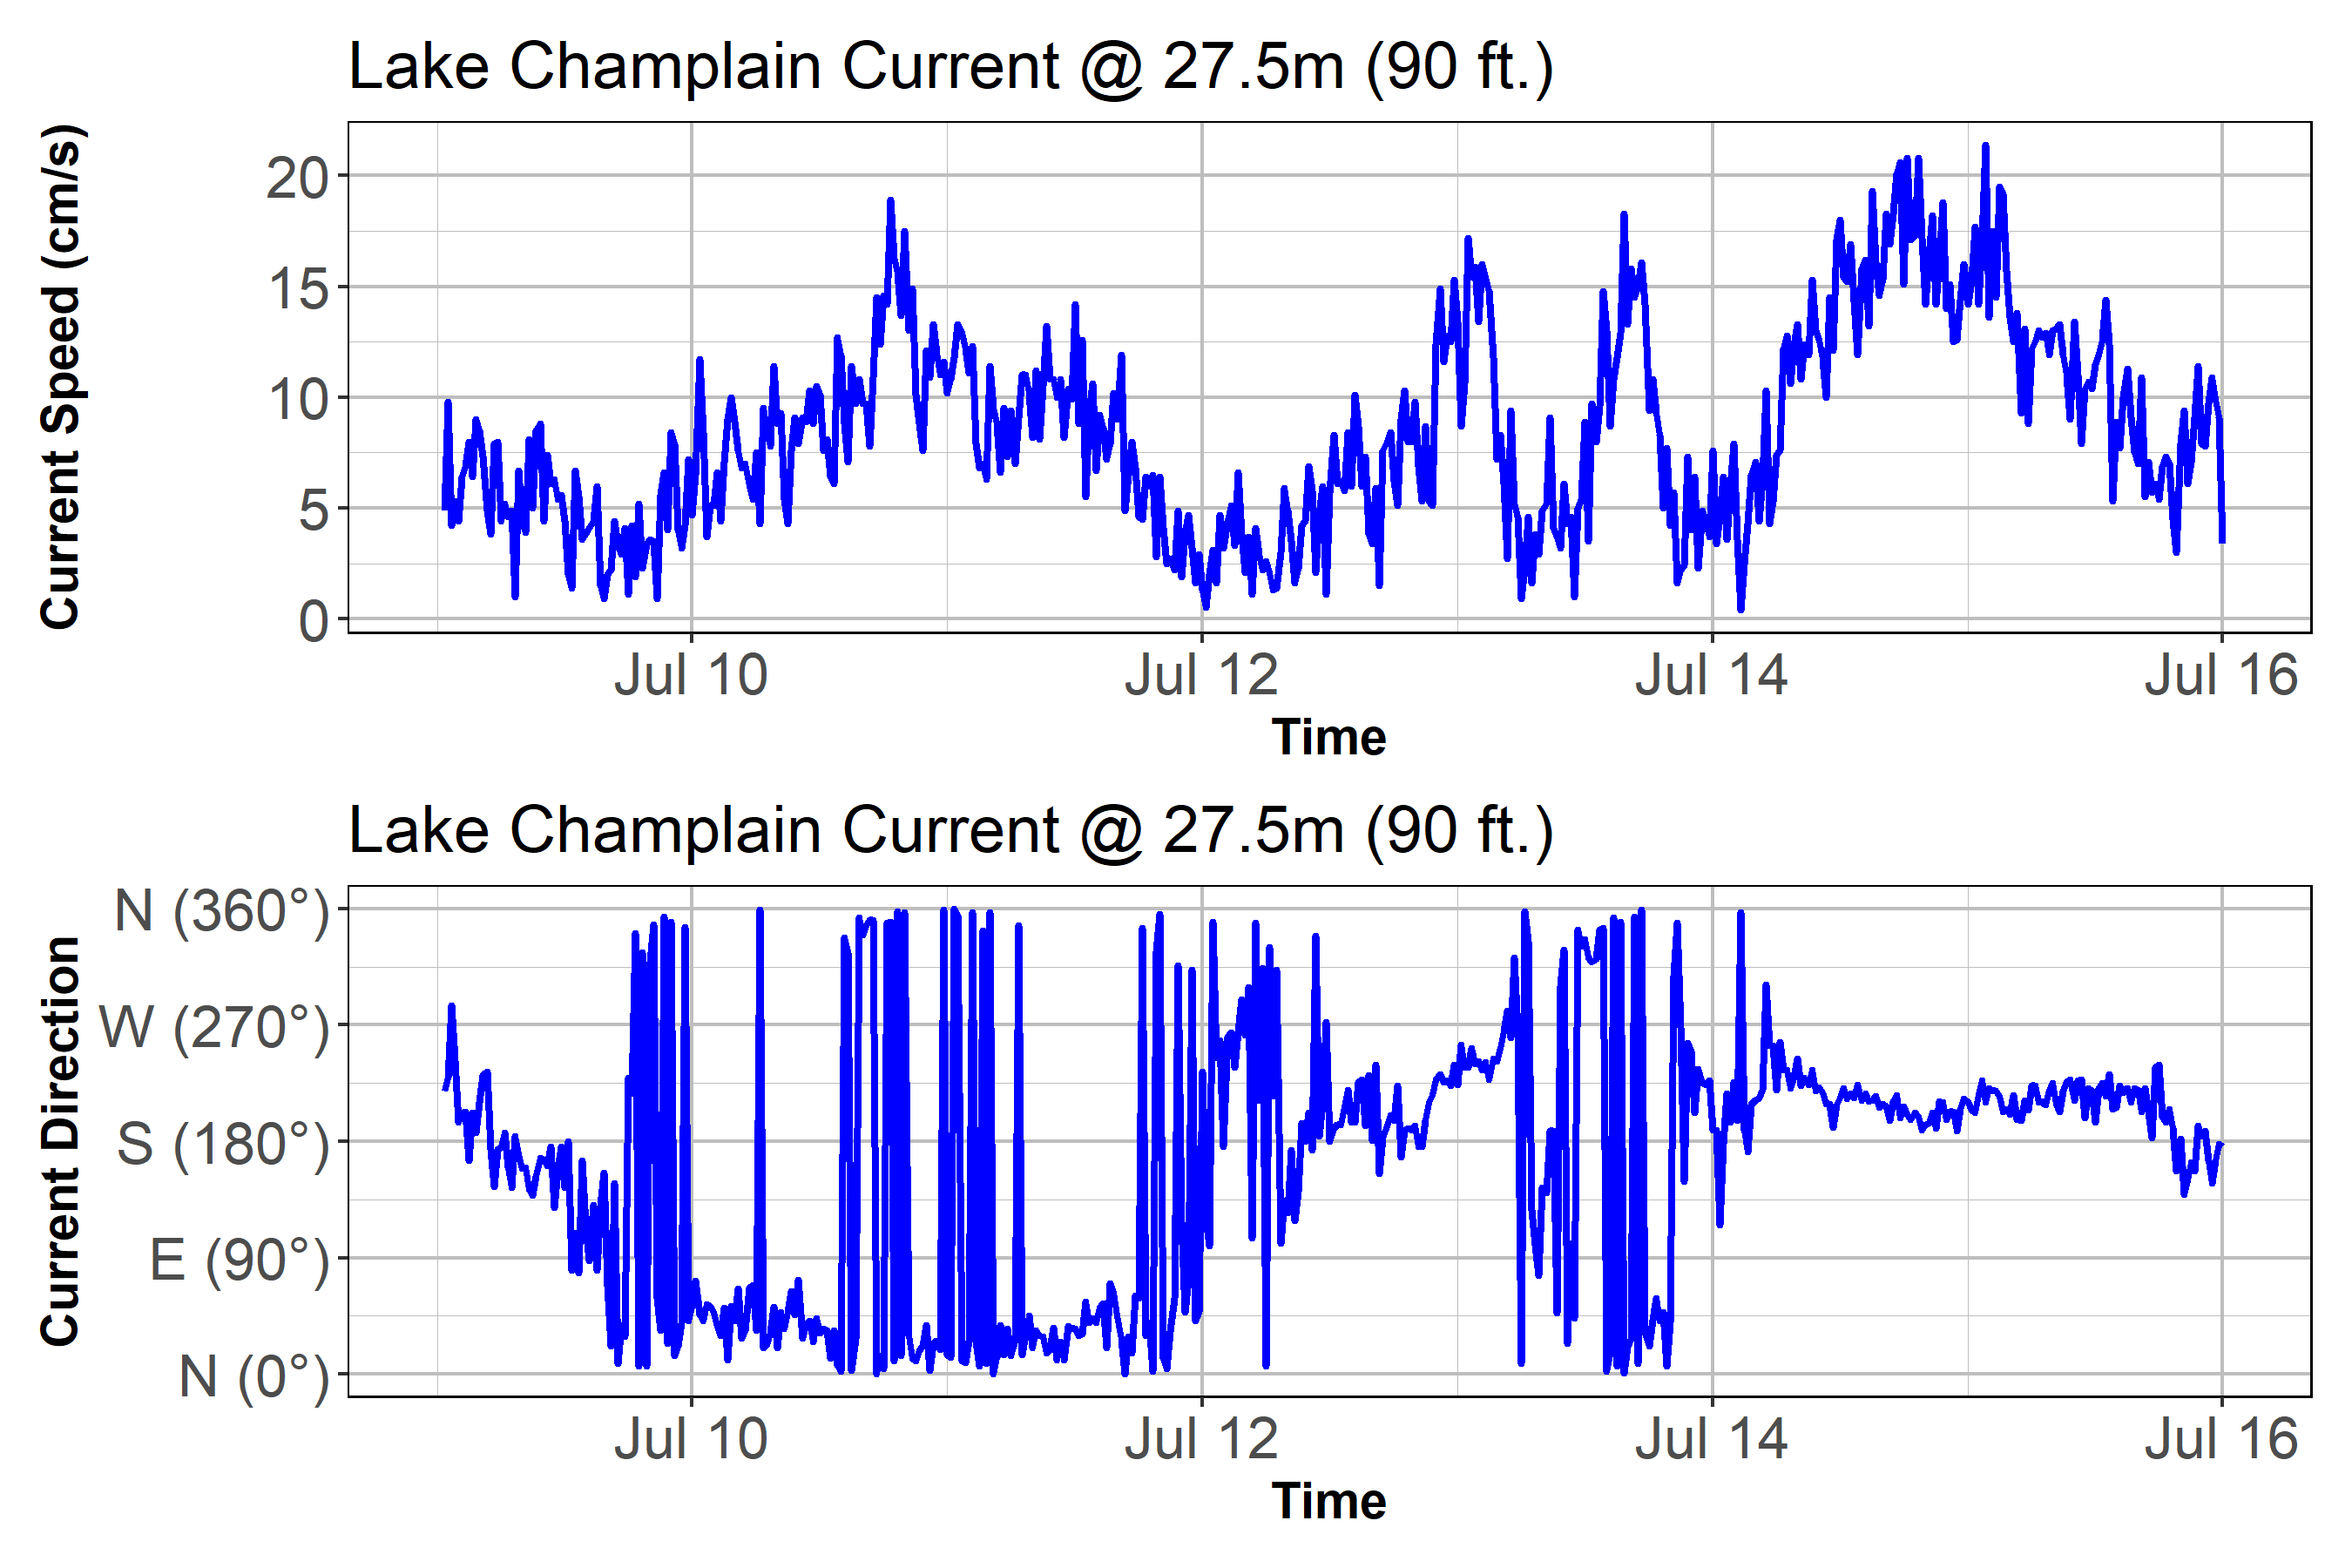 Lake Champlain Current @ 27.5m (90 ft.)
Current Speed (cm/s)
20
15
10
5
0
Jul 10 Jul 12 Jul 14 Jul 16
Time
Lake Champlain Current @ 27.5m (90 ft.)
Current Direction
N (360°)
W (270°)
S (180°)
E (90°)
N (0°)
Jul 10 Jul 12 Jul 14 Jul 16
Time